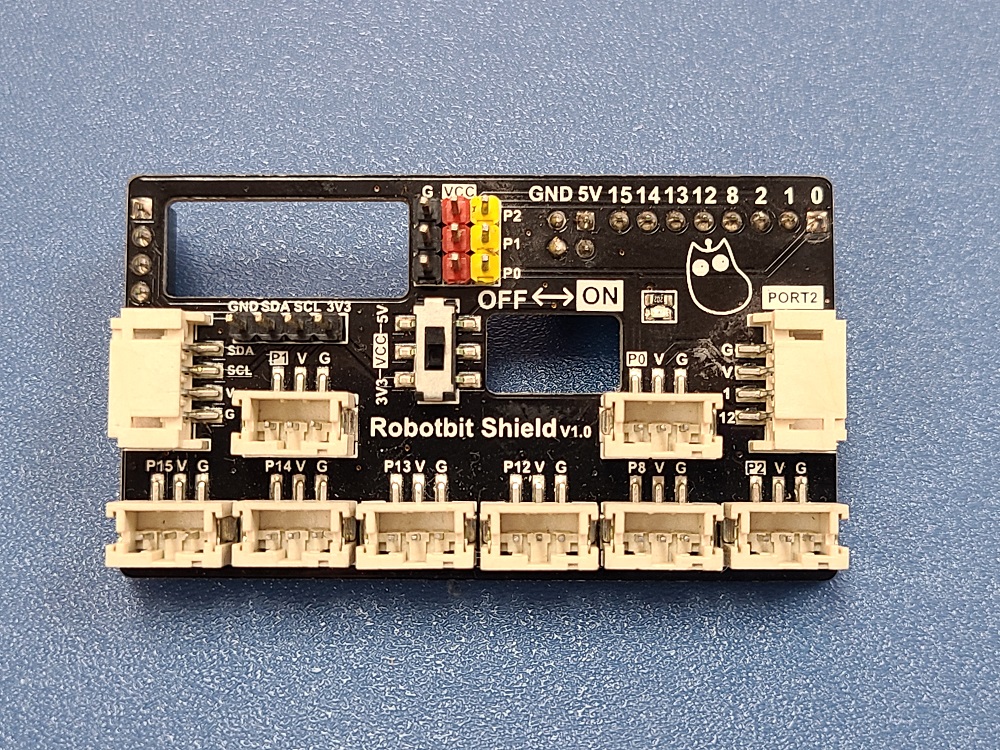 G VCC
GND 5V 15 14 13 12 8 2 1 0
P2
P1
P0
OFF ON
PORT2
GND SDA SCL 3V3
3V3 VCC 5V
SDA
SCL
V
G
P1 V G
P0 V G
G
V
1
12
Robotbit Shield V1.0
P15 V G
P14 V G
P13 V G
P12 V G
P8 V G
P2 V G